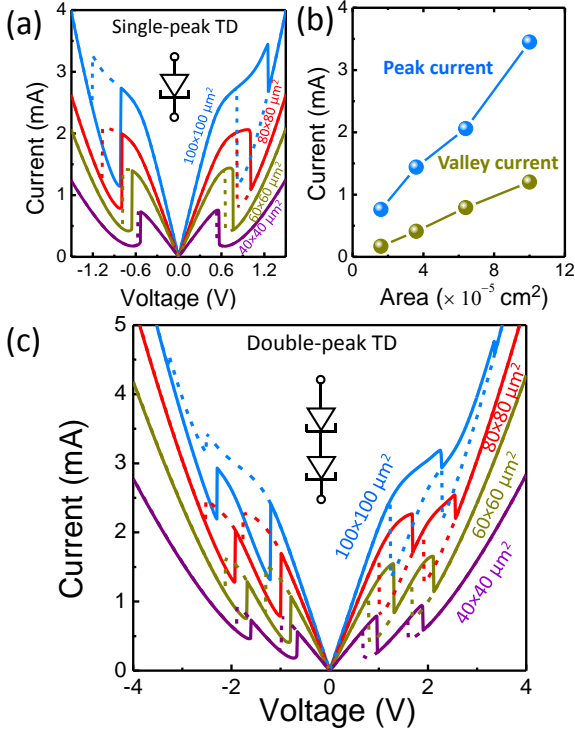 (a)
Single-peak TD
Current (mA)
4
3
2
1
0
100×100 µm²
80×80 µm²
60×60 µm²
40×40 µm²
-1.2 -0.6 0.0 0.6 1.2
Voltage (V)
(b)
Peak current
Valley current
Current (mA)
4
3
2
1
0
0 4 8 12
Area (× 10⁻⁵ cm²)
(c)
Double-peak TD
Current (mA)
5
4
3
2
1
0
100×100 µm²
80×80 µm²
60×60 µm²
40×40 µm²
-4 -2 0 2 4
Voltage (V)